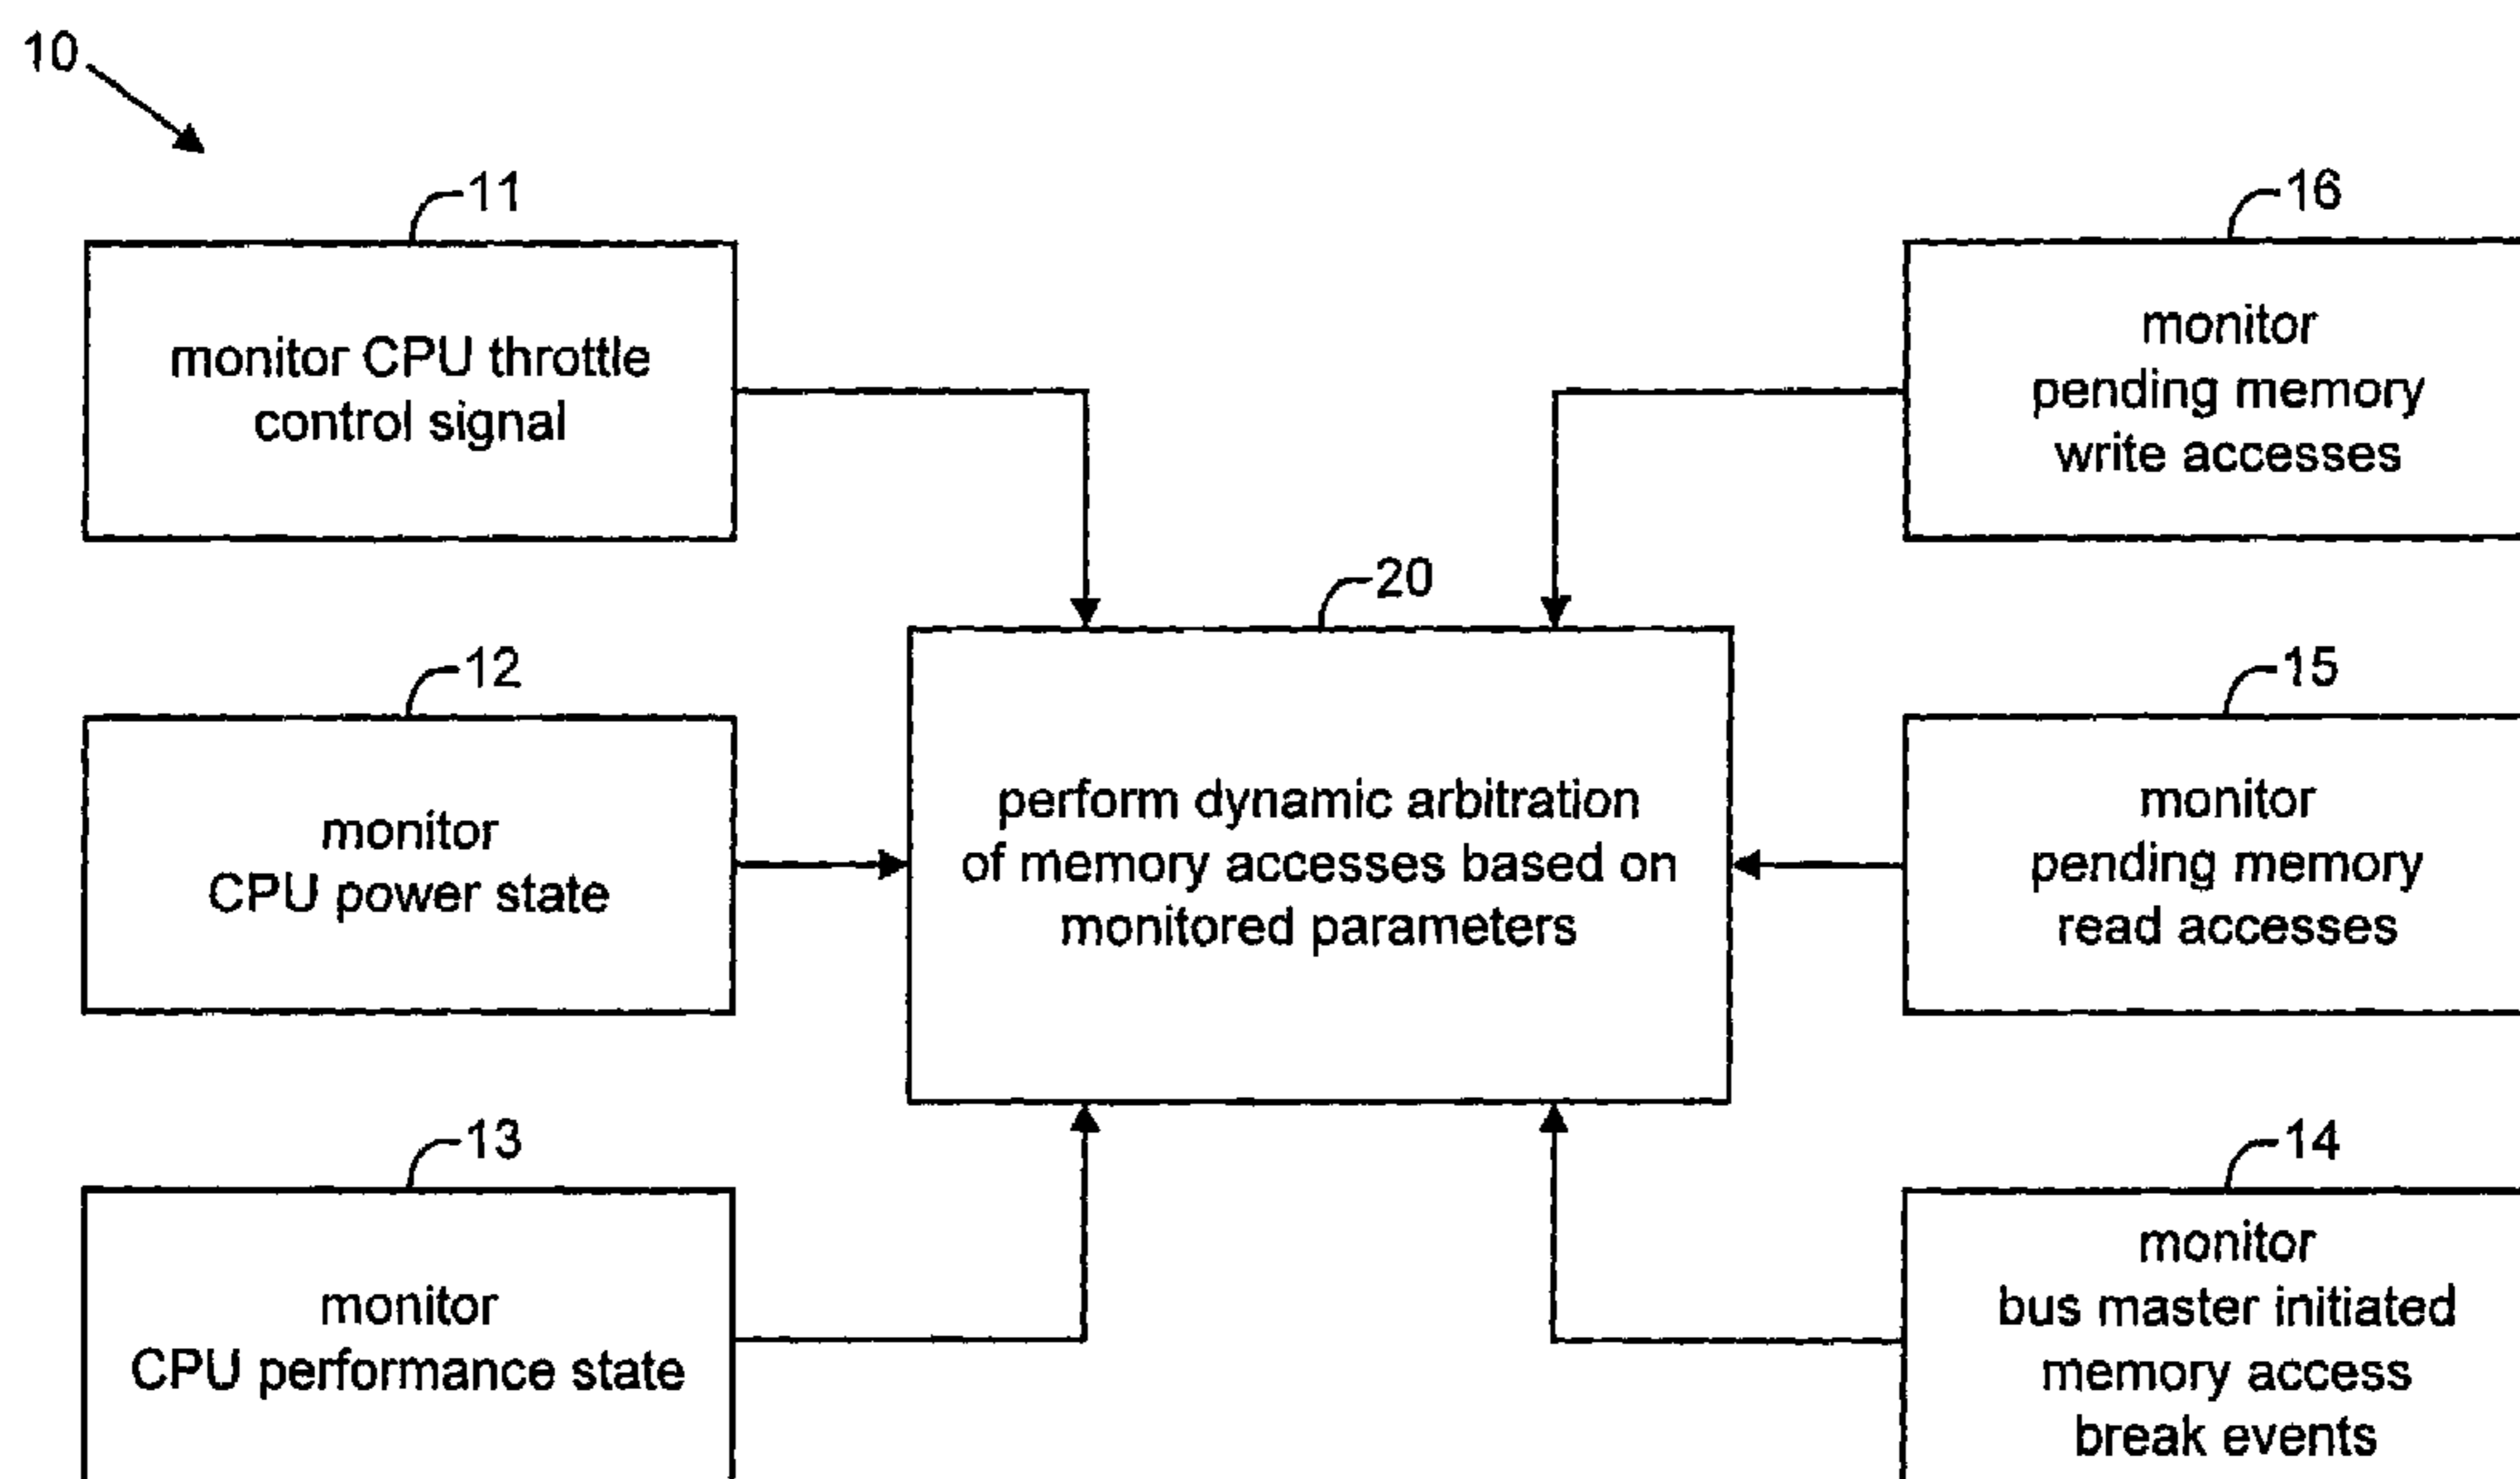 10
11
monitor CPU throttle
control signal
16
monitor
pending memory
write accesses
20
perform dynamic arbitration
of memory accesses based on
monitored parameters
12
monitor
CPU power state
15
monitor
pending memory
read accesses
13
monitor
CPU performance state
14
monitor
bus master initiated
memory access
break events